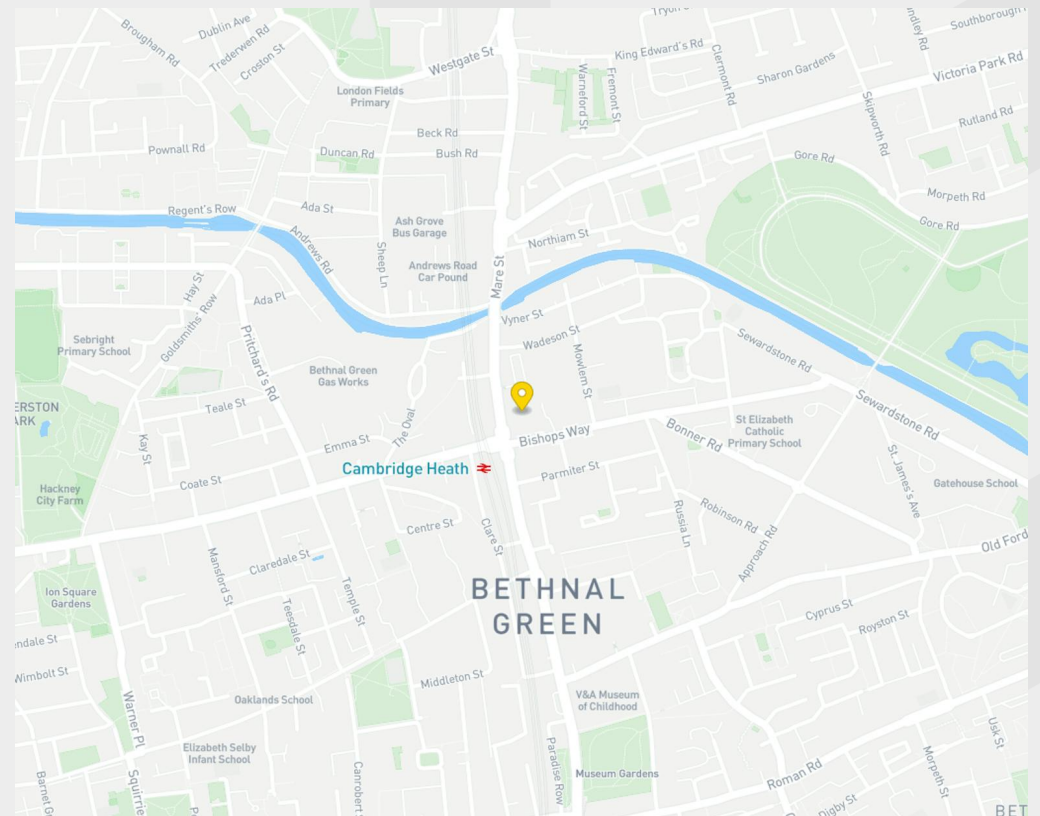 Tryon
Southborough
Brougham Rd
Dublin Ave
Trederwen Rd
Croston St
Westgate St
King Edward's Rd
Clermont Rd
Sharon Gardens
Victoria Park Rd
London Fields
Primary
Warneford St
Fremont St
Skipworth Rd
Rutland Rd
Beck Rd
Bush Rd
Pownall Rd
Duncan Rd
Gore Rd
Morpeth Rd
Gore Rd
Regent's Row
Ada St
Ash Grove
Bus Garage
Northiam St
Andrews Rd
Sheep Ln
Andrews Road
Car Pound
Mare St
Hay St
Ada Pl
Goldsmiths' Row
Vyner St
Wadeson St
Mowlem St
Sewardstone Rd
Sebright
Primary School
Pritchard's Rd
Bethnal Green
Gas Works
ERSTON
ARK
Teale St
The Oval
Emma St
Kay St
Bishops Way
Bonner Rd
St Elizabeth
Catholic
Primary School
Sewardstone Rd
Cambridge Heath
Parmiter St
Coate St
Hackney
City Farm
St. James's Ave
Gatehouse School
Russia Ln
Robinson Rd
Approach Rd
Centre St
Clare St
Old Ford
Claredale St
Mansford St
Temple St
Teesdale St
Ion Square
Gardens
BETHNAL
GREEN
Cyprus St
Royston St
endale St
Wimbolt St
Middleton St
Oaklands School
V&A Museum
of Childhood
Warner Pl
Elizabeth Selby
Infant School
Paradise Row
Museum Gardens
Roman Rd
Usk St
Morpeth St
Digby St
Barnet G
Squirrie
Canrobert
P
BET